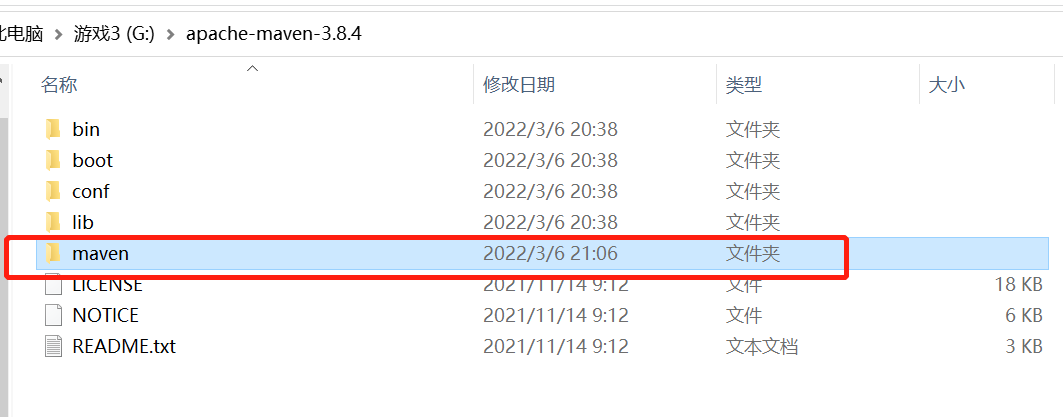 此电脑 > 游戏3 (G:) > apache-maven-3.8.4
名称 修改日期 类型 大小
bin 2022/3/6 20:38 文件夹
boot 2022/3/6 20:38 文件夹
conf 2022/3/6 20:38 文件夹
lib 2022/3/6 20:38 文件夹
maven 2022/3/6 21:06 文件夹
LICENSE 2021/11/14 9:12 文件 18 KB
NOTICE 2021/11/14 9:12 文件 6 KB
README.txt 2021/11/14 9:12 文本文档 3 KB